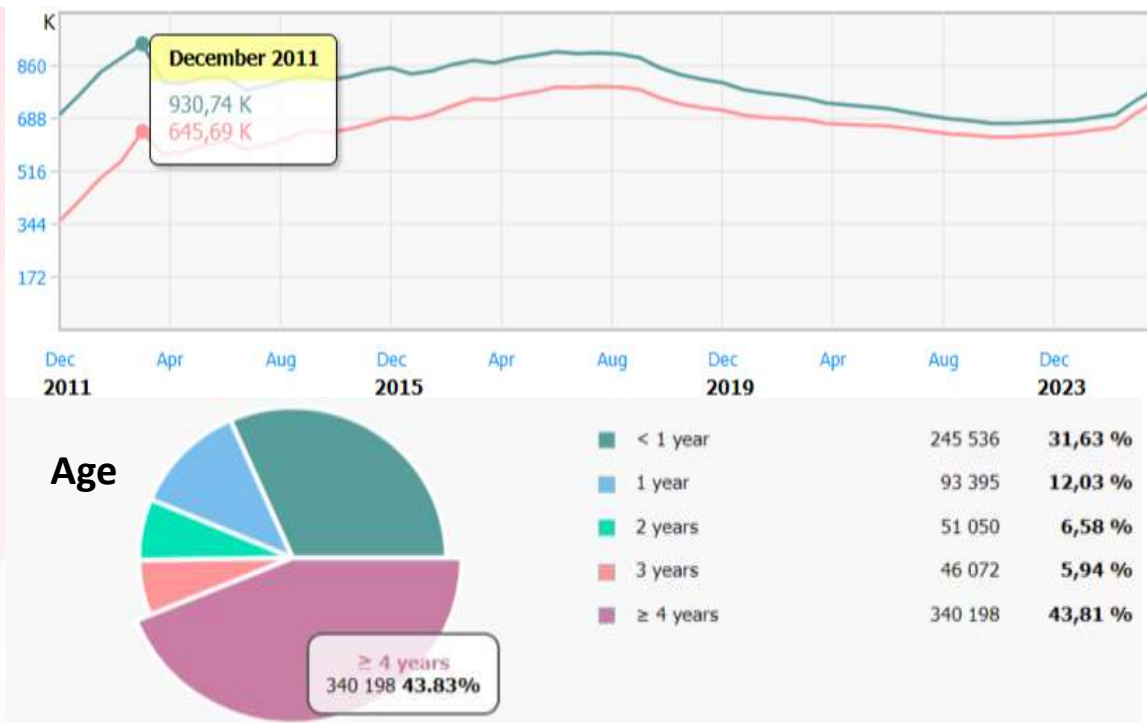 K
860
688
516
344
172
December 2011
930,74 K
645,69 K
Dec Apr Aug Dec Apr Aug Dec Apr Aug Dec
2011 2015 2019 2023
Age
< 1 year 245 536 31,63 %
1 year 93 395 12,03 %
2 years 51 050 6,58 %
3 years 46 072 5,94 %
≥ 4 years 340 198 43,81 %
≥ 4 years
340 198 43.83%